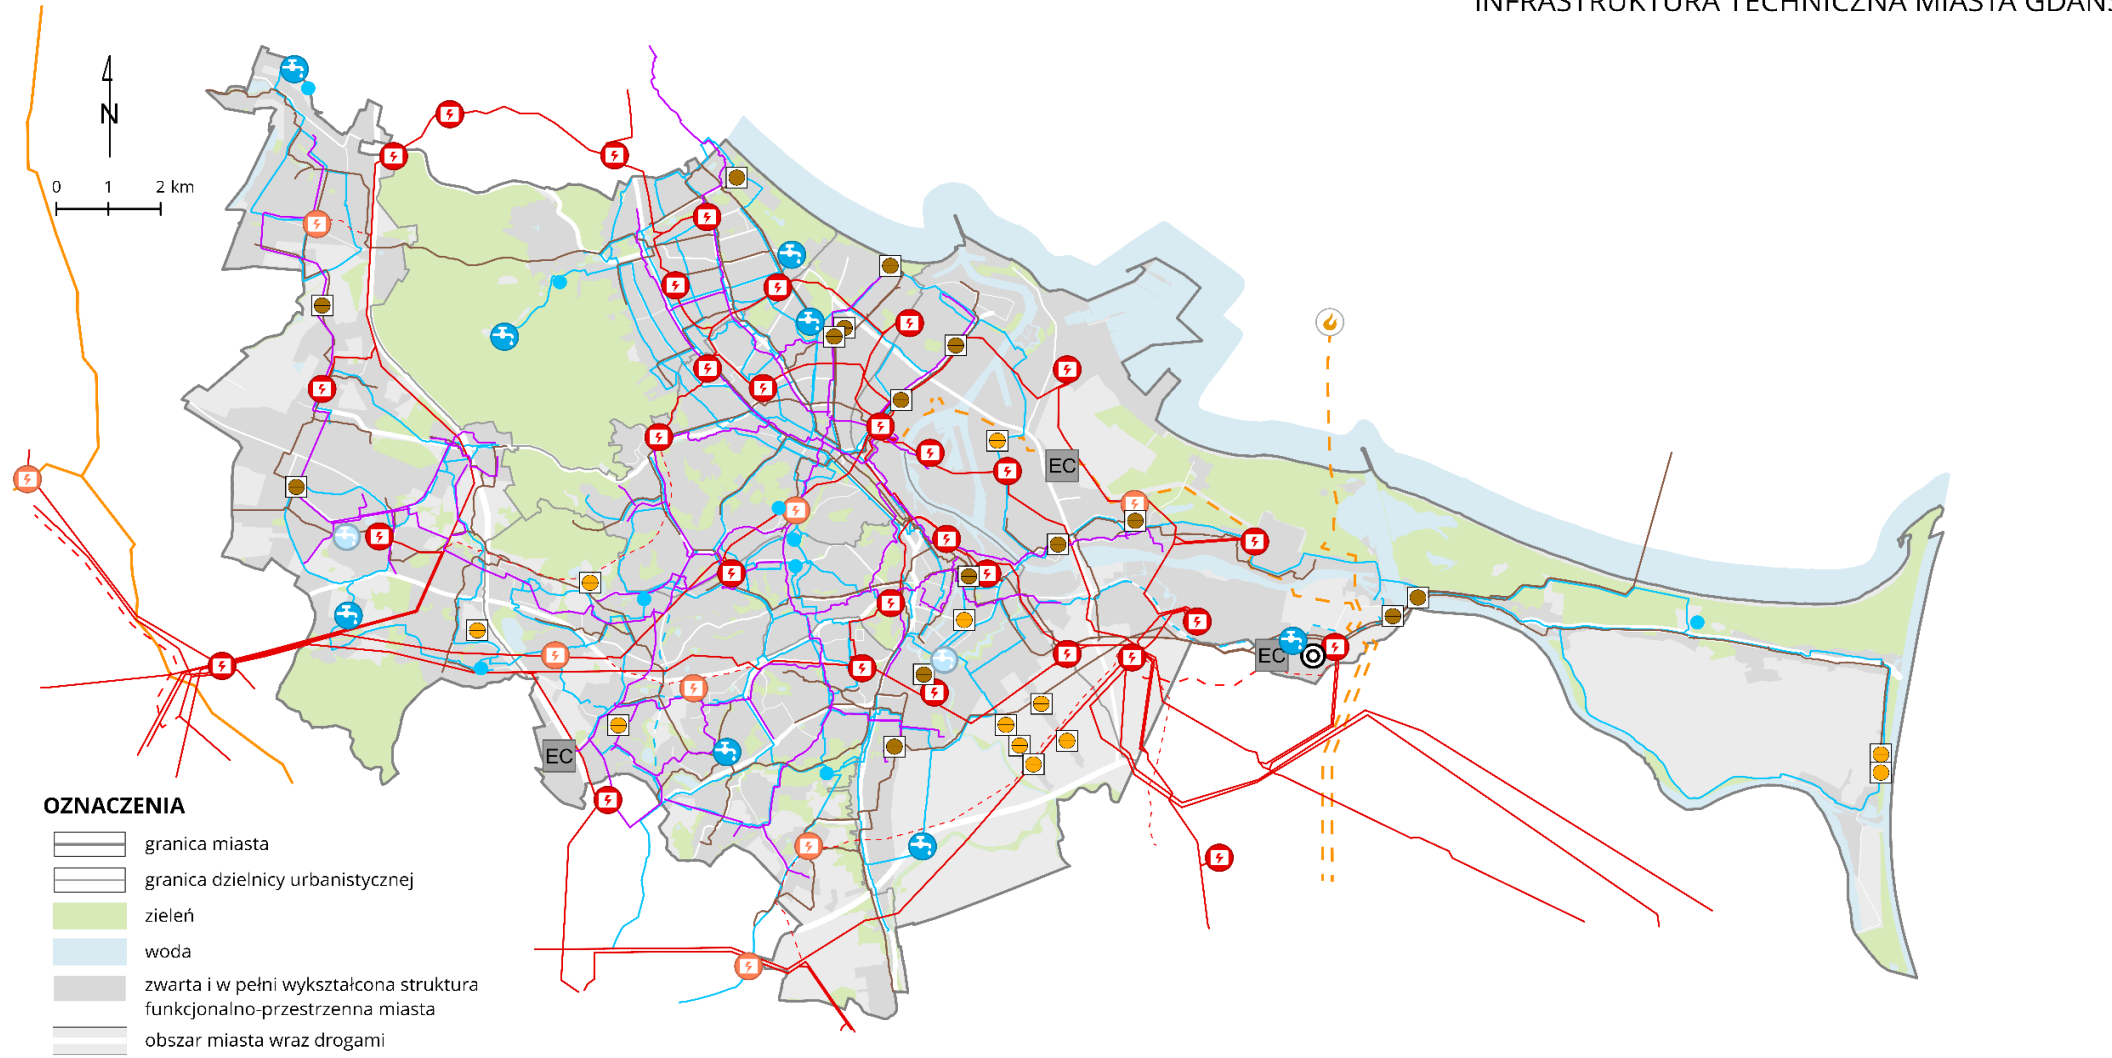 INFRASTRUKTURA TECHNICZNA MIASTA
N
0 1 2 km
EC
EC
EC
OZNACZENIA
granica miasta
granica dzielnicy urbanistycznej
zieleń
woda
zwarta i w pełni wykształcona struktura
funkcjonalno-przestrzenna miasta
obszar miasta wraz drogami